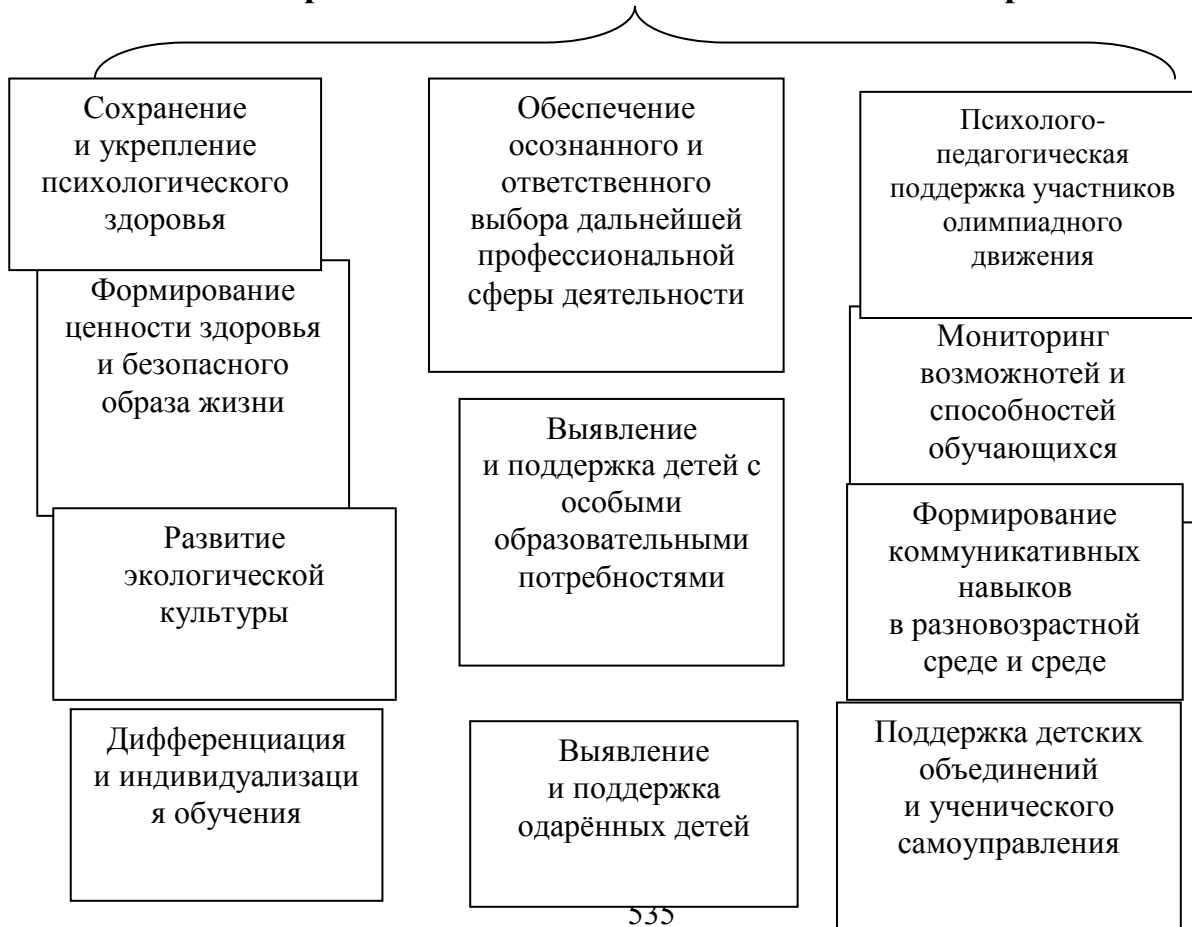 Сохранение
и укрепление
психологического
здоровья
Формирование
ценности здоровья
и безопасного
образа жизни
Развитие
экологической
культуры
Дифференциация
и индивидуализаци
я обучения
Обеспечение
осознанного и
ответственного
выбора дальнейшей
профессиональной
сферы деятельности
Выявление
и поддержка детей с
особыми
образовательными
потребностями
Выявление
и поддержка
одарённых детей
Психолого-
педагогическая
поддержка участников
олимпиадного
движения
Мониторинг
возможнотей и
способностей
обучающихся
Формирование
коммуникативных
навыков
в разновозрастной
среде и среде
Поддержка детских
объединений
и ученического
самоуправления
535